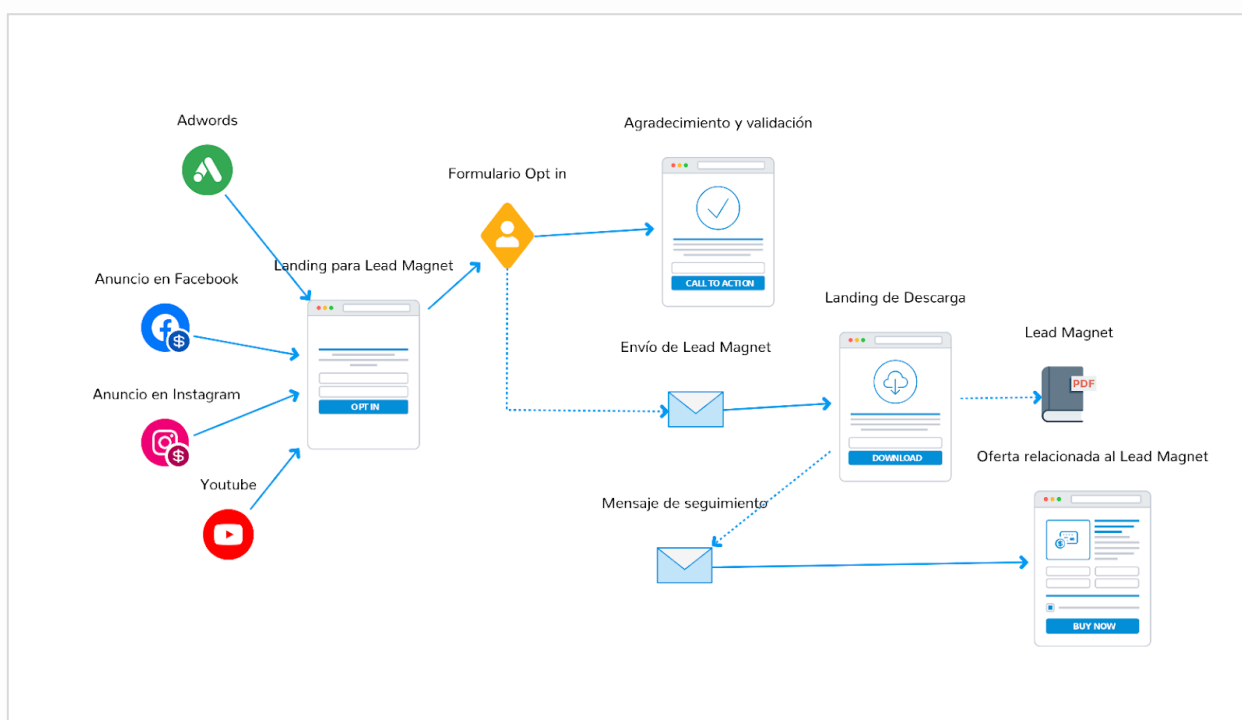 Adwords
Agradecimiento y validación
Formulario Opt in
Landing para Lead Magnet
Anuncio en Facebook
CALL TO ACTION
Landing de Descarga
$
Envío de Lead Magnet
Lead Magnet
Anuncio en Instagram
PDF
OPT IN
$
DOWNLOAD
Oferta relacionada al Lead Magnet
Youtube
Mensaje de seguimiento
$
BUY NOW